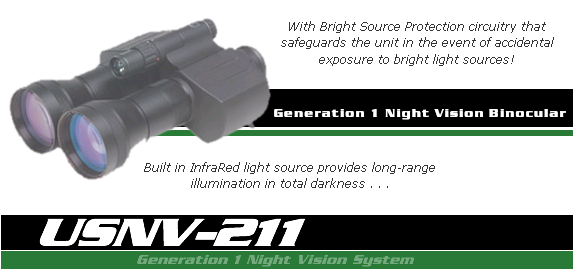 With Bright Source Protection circuitry that
safeguards the unit in the event of accidental
exposure to bright light sources!
Generation 1 Night Vision Binocular
Built in InfraRed light source provides long-range
illumination in total darkness . . .
USNV-211
Generation 1 Night Vision System